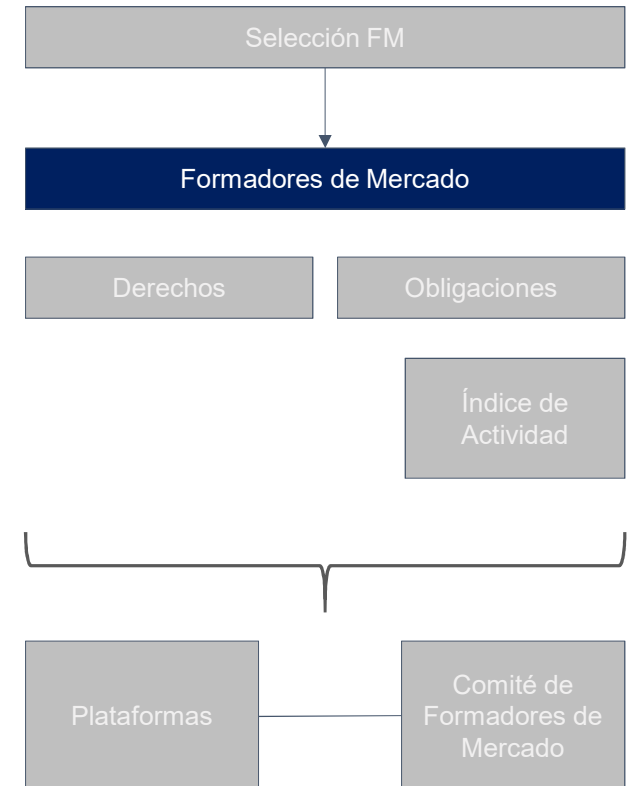 Selección FM
Formadores de Mercado
Derechos
Obligaciones
Índice de
Actividad
Plataformas
Comité de
Formadores de
Mercado